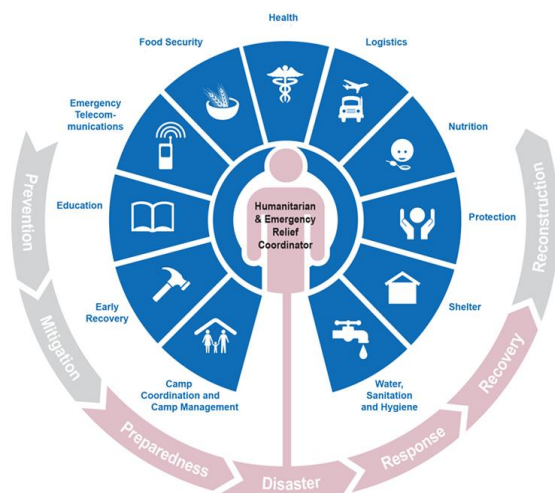 Health
Food Security
Logistics
Emergency
Telecom-
munications
Nutrition
Education
Humanitarian
& Emergency
Relief
Coordinator
Protection
Early
Recovery
Shelter
Camp
Coordination and
Camp Management
Water,
Sanitation
and Hygiene
Prevention
Mitigation
Preparedness
Disaster
Response
Recovery
Reconstruction